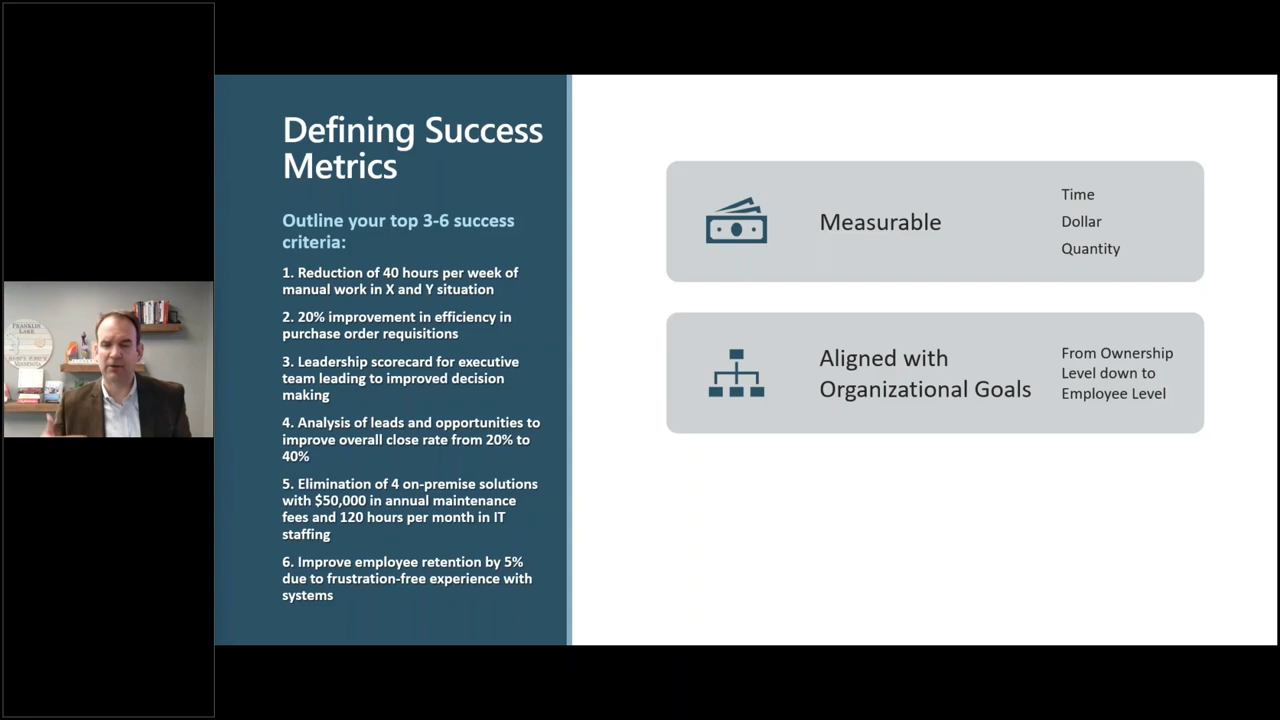 Defining Success
Metrics
Outline your top 3-6 success
criteria:
1. Reduction of 40 hours per week of
manual work in X and Y situation
2. 20% improvement in efficiency in
purchase order requisitions
3. Leadership scorecard for executive
team leading to improved decision
making
4. Analysis of leads and opportunities to
improve overall close rate from 20% to
40%
5. Elimination of 4 on-premise solutions
with $50,000 in annual maintenance
fees and 120 hours per month in IT
staffing
6. Improve employee retention by 5%
due to frustration-free experience with
systems
Measurable
Time
Dollar
Quantity
Aligned with
Organizational Goals
From Ownership
Level down to
Employee Level
FRANKLIN
LAKE